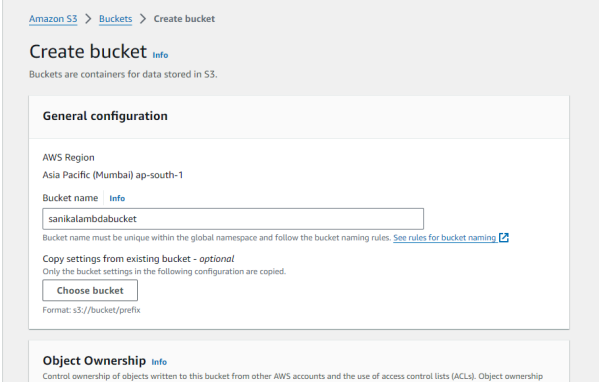 Amazon S3 > Buckets > Create bucket
Create bucket Info
Buckets are containers for data stored in S3.
General configuration
AWS Region
Asia Pacific (Mumbai) ap-south-1
Bucket name Info
sanikalambdabucket
Bucket name must be unique within the global namespace and follow the bucket naming rules. See rules for bucket naming
Copy settings from existing bucket - optional
Only the bucket settings in the following configuration are copied.
Choose bucket
Format: s3://bucket/prefix
Object Ownership Info
Control ownership of objects written to this bucket from other AWS accounts and the use of access control lists (ACLs). Object ownership